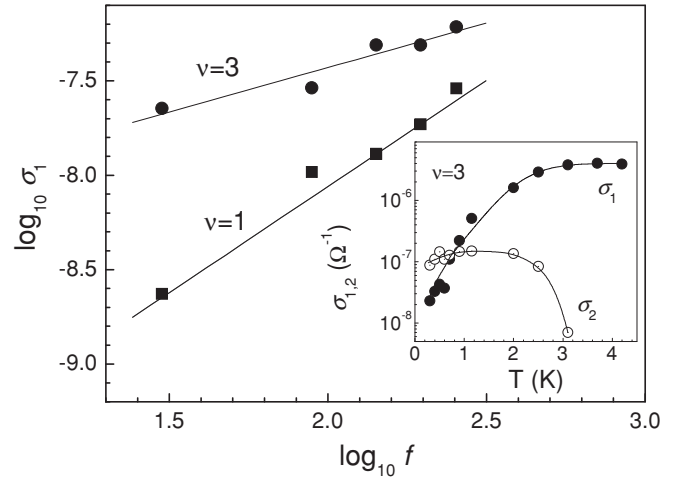 -7.5
-8.0
-8.5
-9.0
1.5 2.0 2.5 3.0
log₁₀ f
log₁₀ σ₁
ν=3
ν=1
ν=3
σ₁
σ₂
10⁻⁶
10⁻⁷
10⁻⁸
0 1 2 3 4
T (K)
σ₁,₂ (Ω⁻¹)